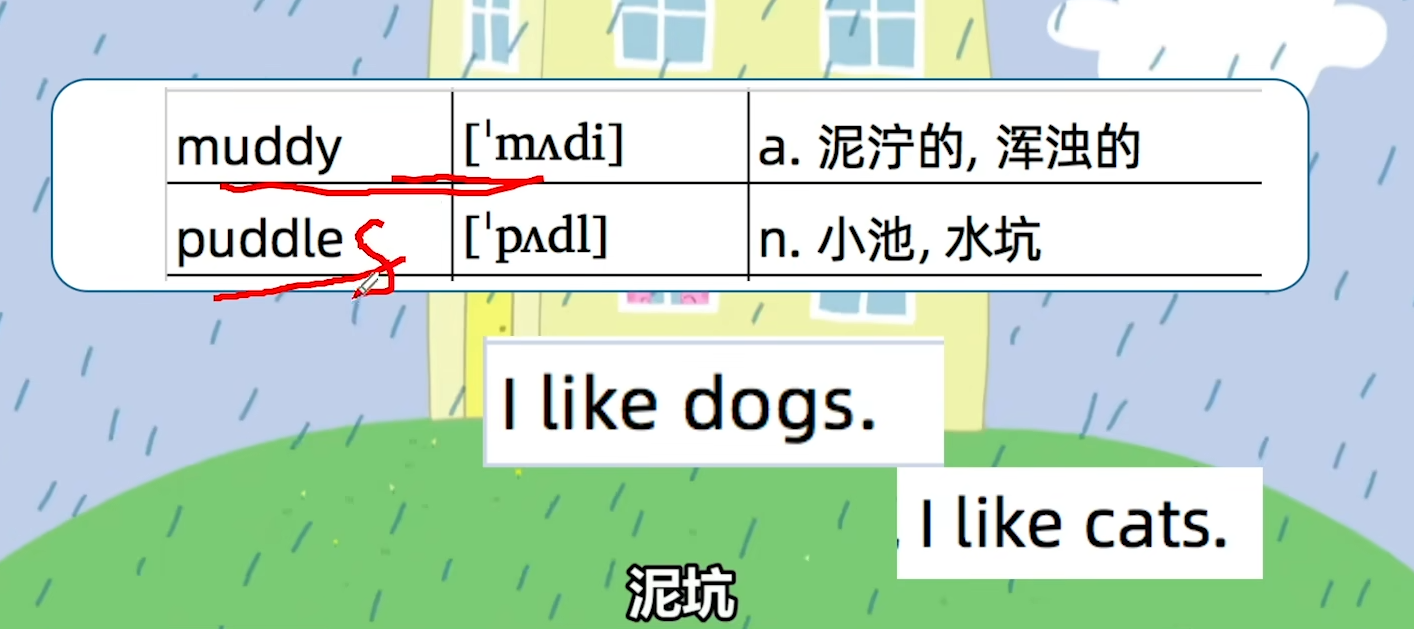 muddy [ˈmʌdi] a. 泥泞的, 浑浊的
puddles [ˈpʌdl] n. 小池, 水坑
I like dogs.
I like cats.
泥坑